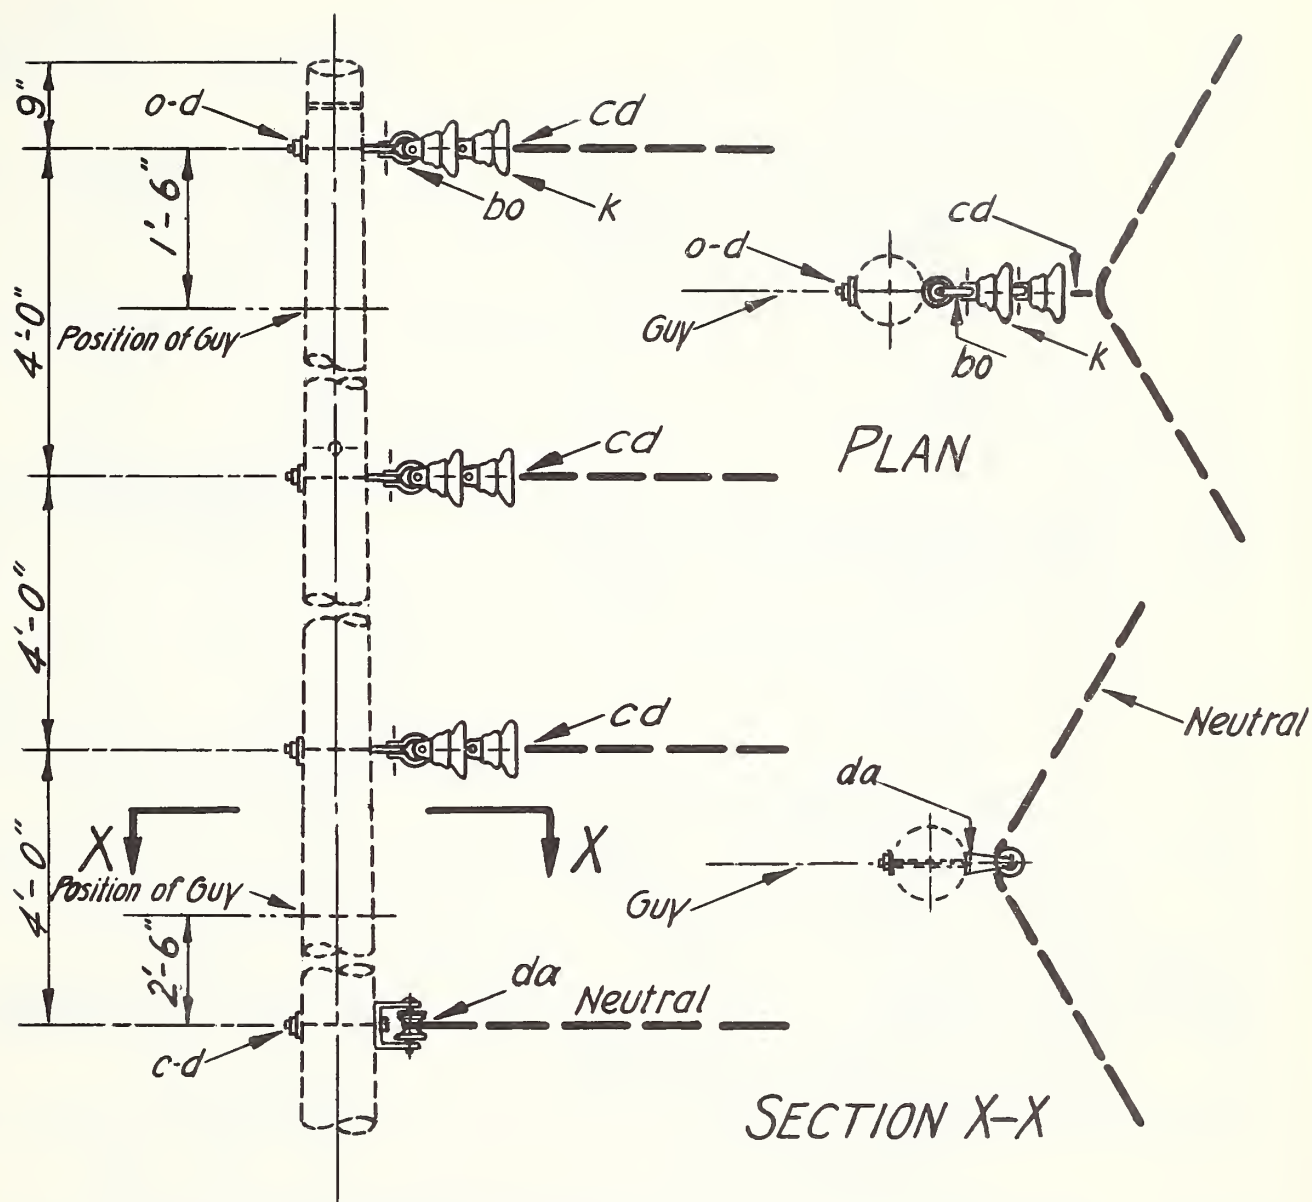 9"
o-d
cd
1'-6"
bo
k
4'-0"
Position of Guy
cd
o-d
Guy
bo
k
PLAN
cd
4'-0"
cd
Neutral
da
X
X
4'-0"
Position of Guy
Guy
2'-6"
da
Neutral
c-d
SECTION X-X